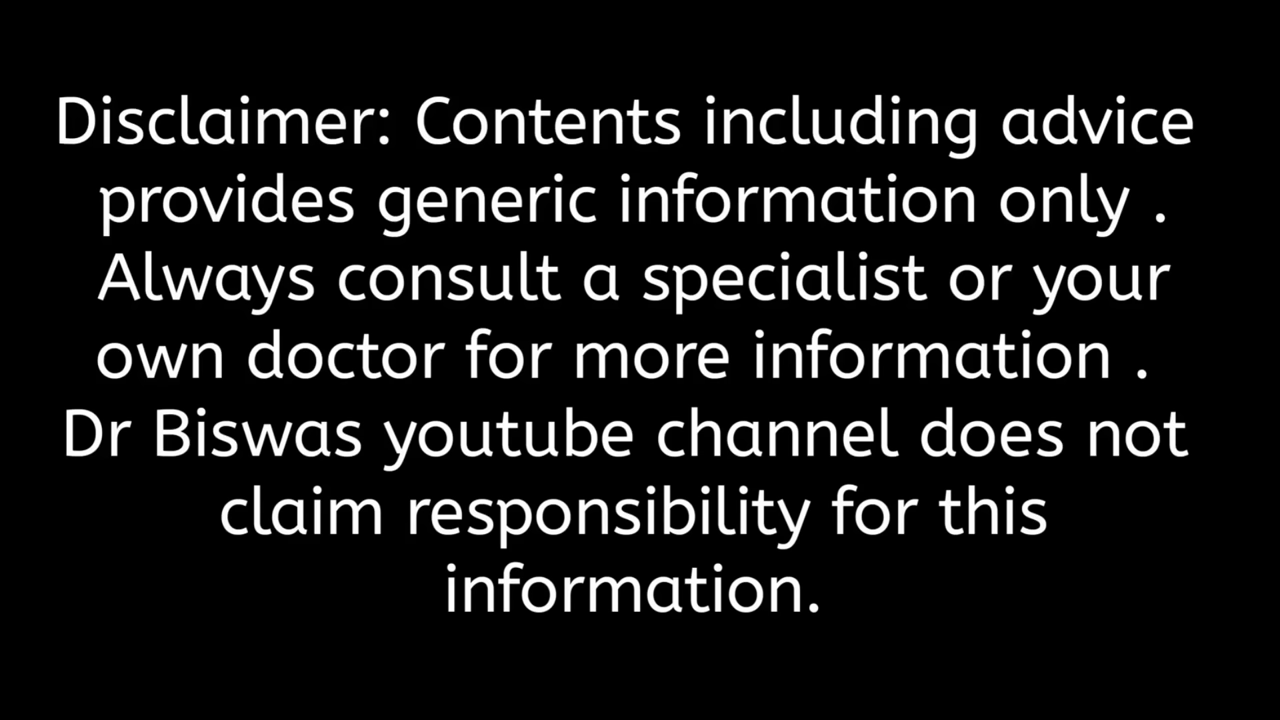 Disclaimer: Contents including advice
provides generic information only .
Always consult a specialist or your
own doctor for more information .
Dr Biswas youtube channel does not
claim responsibility for this
information.